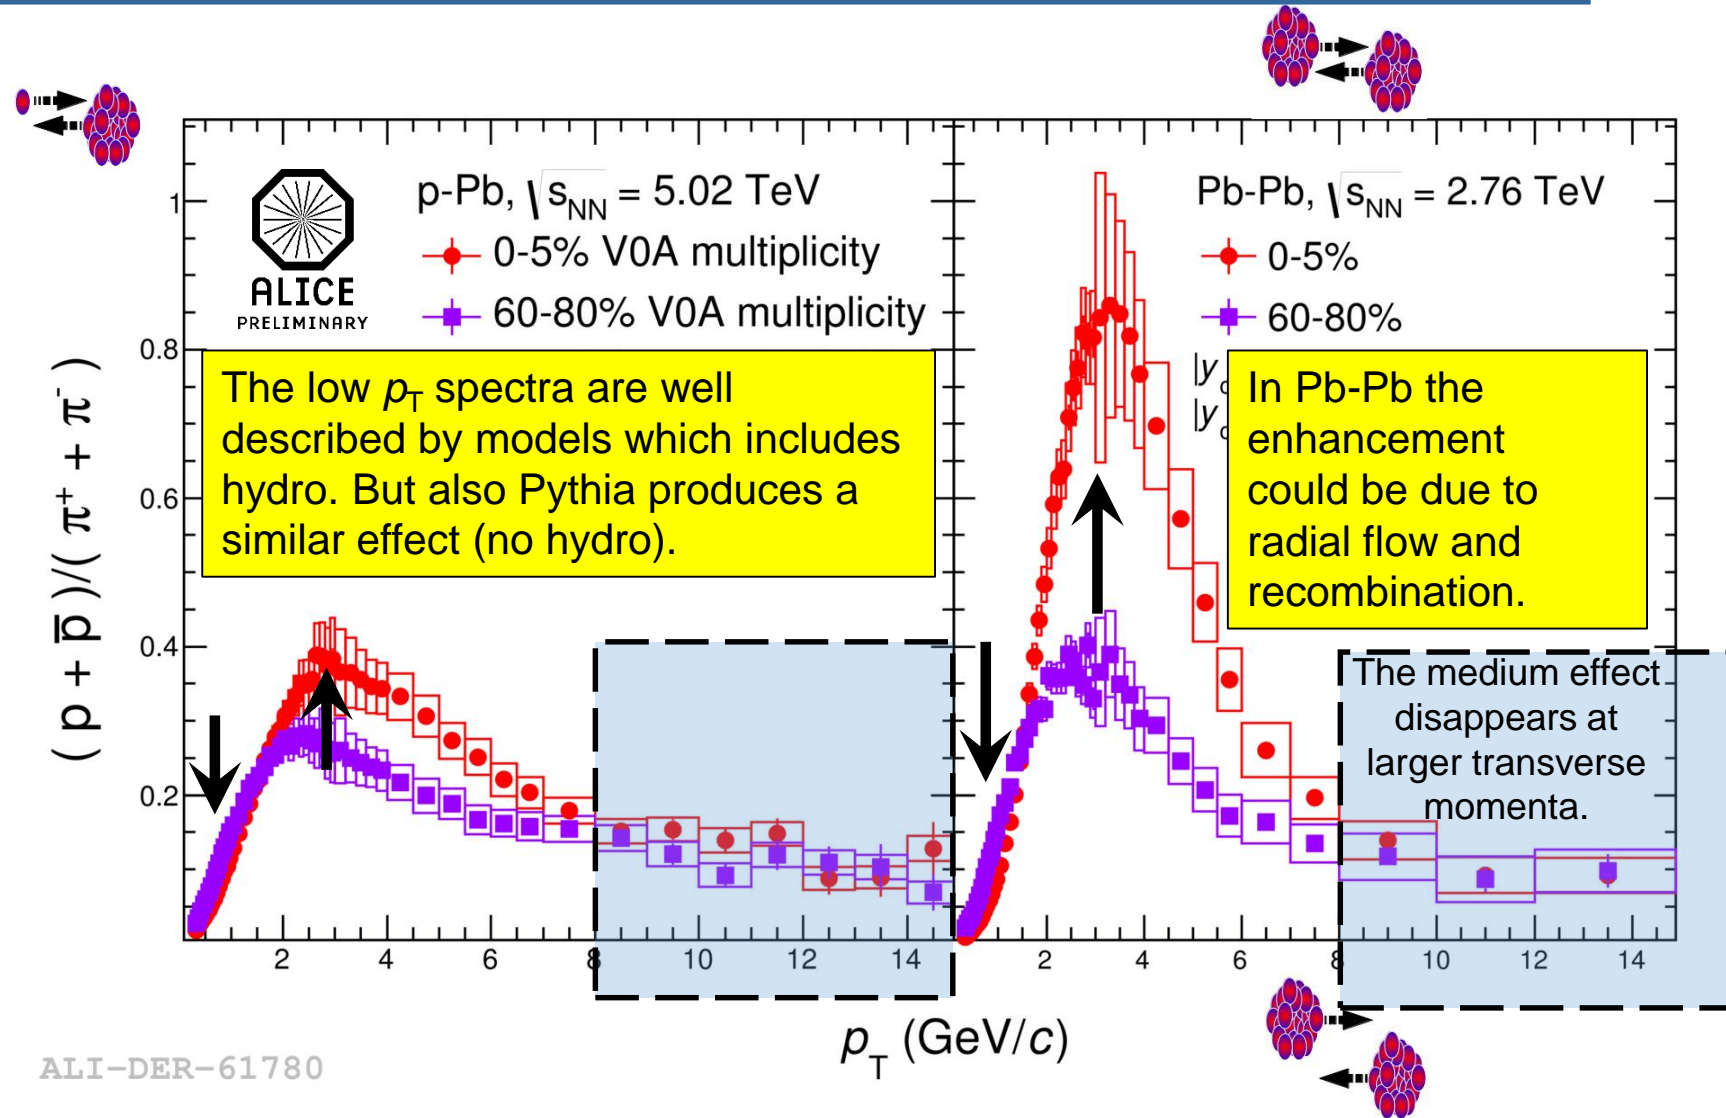 p-Pb, √sNN = 5.02 TeV
0-5% V0A multiplicity
60-80% V0A multiplicity
ALICE
PRELIMINARY
Pb-Pb, √sNN = 2.76 TeV
0-5%
60-80%
|y
|y
The low pT spectra are well
described by models which includes
hydro. But also Pythia produces a
similar effect (no hydro).
In Pb-Pb the
enhancement
could be due to
radial flow and
recombination.
The medium effect
disappears at
larger transverse
momenta.
(p + p̅)/(π⁺ + π⁻)
1
0.8
0.6
0.4
0.2
2 4 6 8 10 12 14
2 4 6 8 10 12 14
pT (GeV/c)
ALI-DER-61780